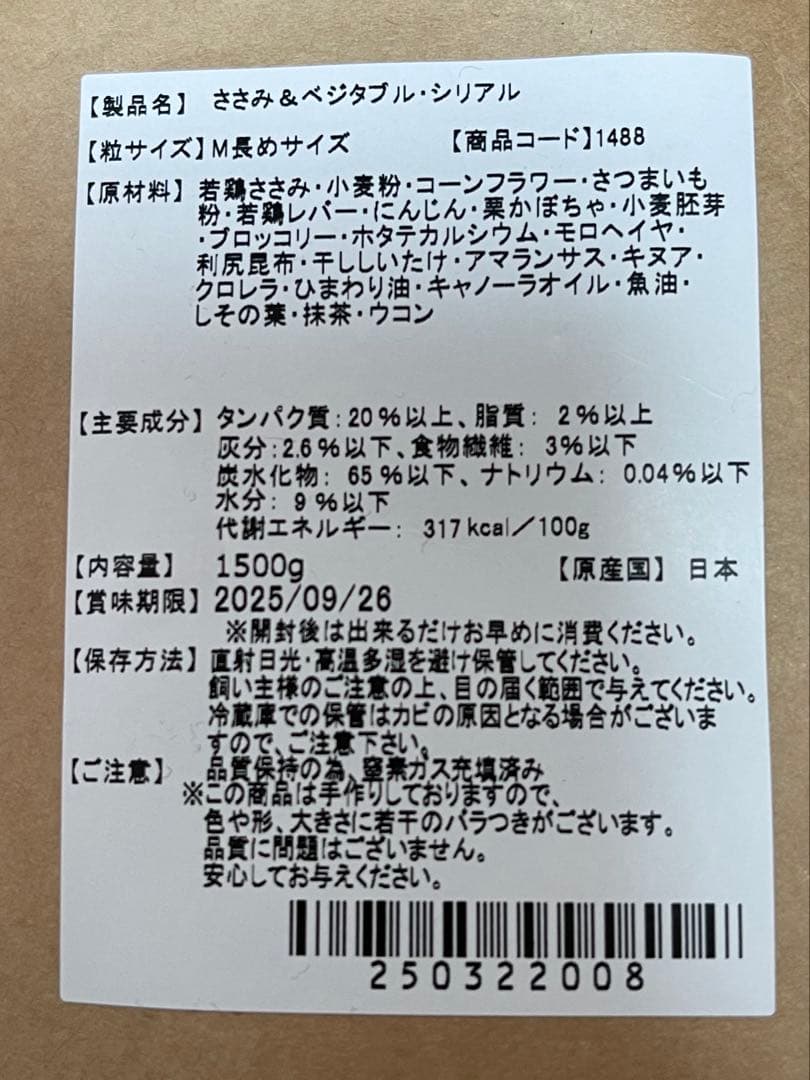 【製品名】 ささみ＆ベジタブル・シリアル
【粒サイズ】M長めサイズ 【商品コード】1488
【原材料】若鶏ささみ・小麦粉・コーンフラワー・さつまいも
粉・若鶏レバー・にんじん・栗かぼちゃ・小麦胚芽
・ブロッコリー・ホタテカルシウム・モロヘイヤ・
利尻昆布・干ししいたけ・アマランサス・キヌア・
クロレラ・ひまわり油・キャノーラオイル・魚油・
しその葉・抹茶・ウコン
【主要成分】タンパク質：20％以上、脂質： 2％以上
灰分：2.6％以下、食物繊維： 3％以下
炭水化物： 65％以下、ナトリウム： 0.04％以下
水分： 9％以下
代謝エネルギー： 317kcal／100g
【内容量】 1500g 【原産国】 日本
【賞味期限】2025/09/26
※開封後は出来るだけお早めに消費ください。
【保存方法】直射日光・高温多湿を避け保管してください。
飼い主様のご注意の上、目の届く範囲で与えてください。
冷蔵庫での保管はカビの原因となる場合がございま
すので、ご注意下さい。
【ご注意】 品質保持の為、窒素ガス充填済み
※この商品は手作りしておりますので、
色や形、大きさに若干のバラつきがございます。
品質に問題はございません。
安心してお与えください。
250322008